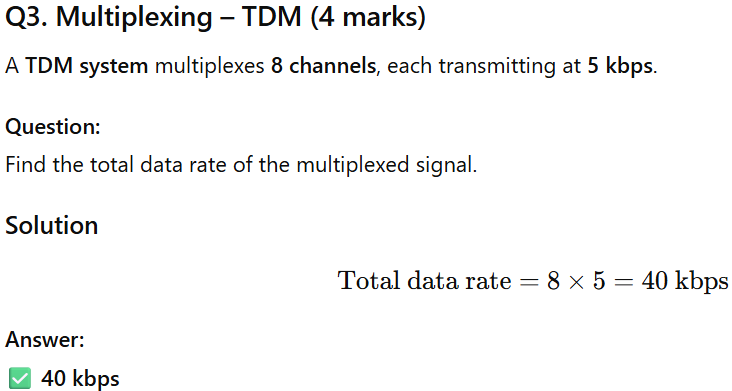 Q3. Multiplexing – TDM (4 marks)
A TDM system multiplexes 8 channels, each transmitting at 5 kbps.
Question:
Find the total data rate of the multiplexed signal.
Solution
Total data rate = 8 × 5 = 40 kbps
Answer:
✅ 40 kbps